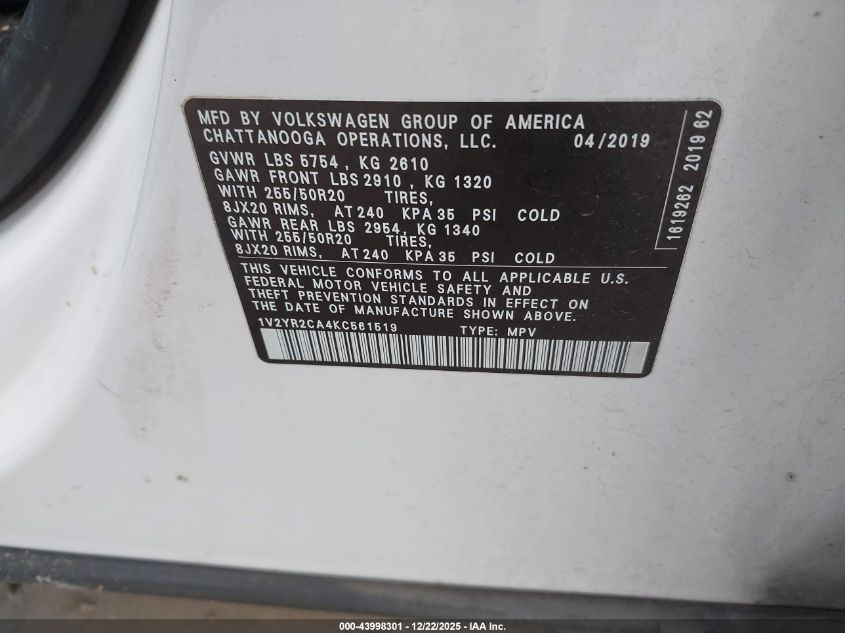 MFD BY VOLKSWAGEN GROUP OF AMERICA
CHATTANOOGA OPERATIONS, LLC. 04/2019
GVWR LBS 5754 , KG 2610
GAWR FRONT LBS 2910 , KG 1320
WITH 255/50R20 TIRES,
8JX20 RIMS, AT 240 KPA 35 PSI COLD
GAWR REAR LBS 2954, KG 1340
WITH 255/50R20 TIRES,
8JX20 RIMS, AT 240 KPA 35 PSI COLD
THIS VEHICLE CONFORMS TO ALL APPLICABLE U.S.
FEDERAL MOTOR VEHICLE SAFETY AND
THEFT PREVENTION STANDARDS IN EFFECT ON
THE DATE OF MANUFACTURE SHOWN ABOVE.
1V2YR2CA4KC561519 TYPE: MPV
1619262 2019 62
000-43998301 - 12/22/2025 - IAA Inc.